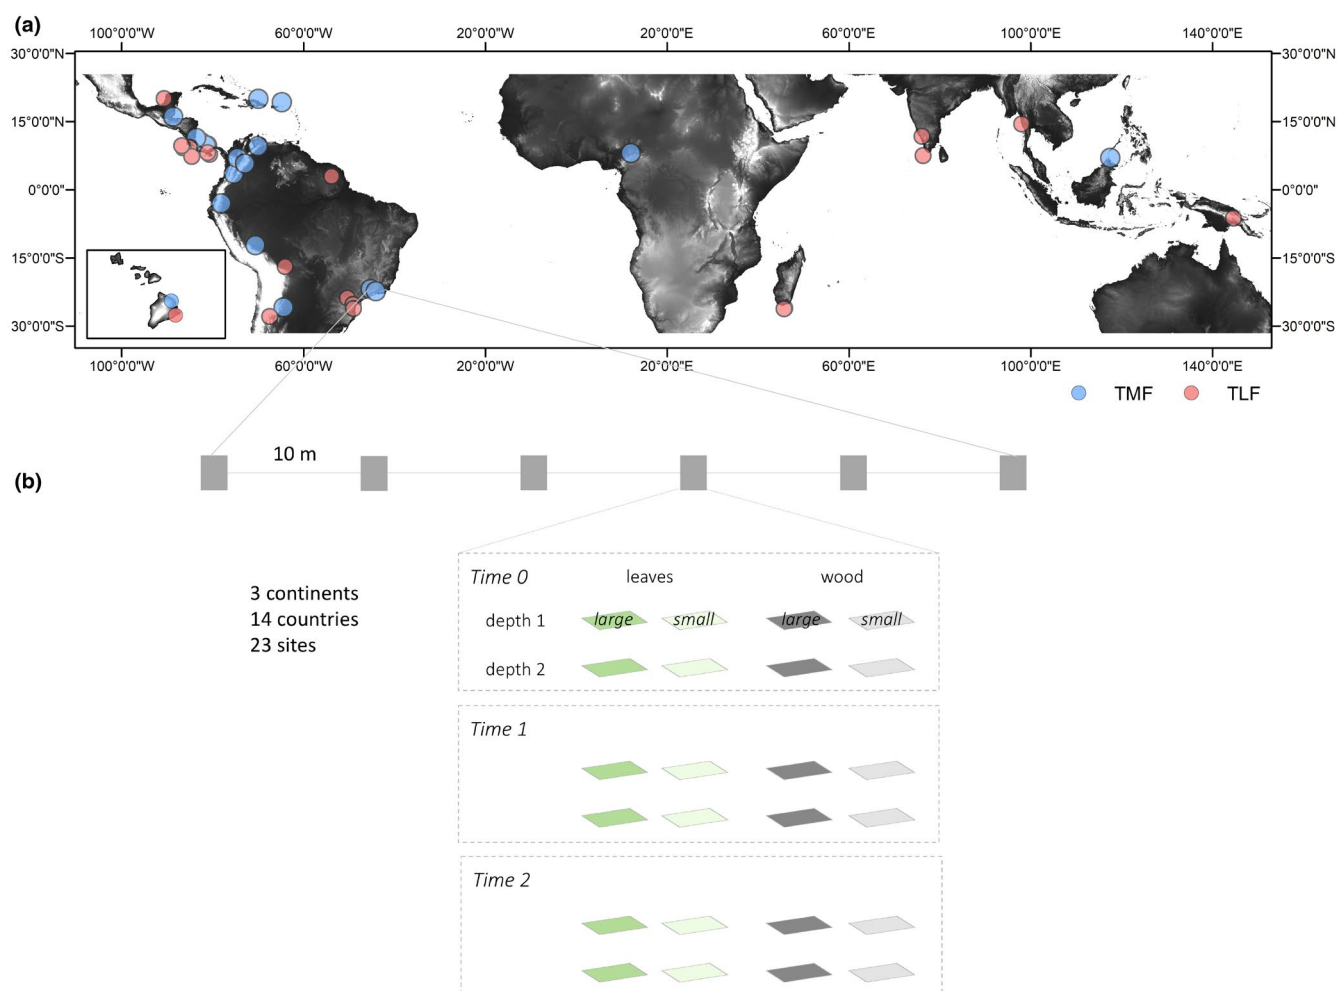 (a)
100°0'0"W 60°0'0"W 20°0'0"W 20°0'0"E 60°0'0"E 100°0'0"E 140°0'0"E
30°0'0"N 30°0'0"N
15°0'0"N 15°0'0"N
0°0'0" 0°0'0"
15°0'0"S 15°0'0"S
30°0'0"S 30°0'0"S
100°0'0"W 60°0'0"W 20°0'0"W 20°0'0"E 60°0'0"E 100°0'0"E 140°0'0"E
TMF TLF
10 m
(b)
Time 0 leaves wood
3 continents
14 countries
23 sites
depth 1 large small large small
depth 2
Time 1
Time 2